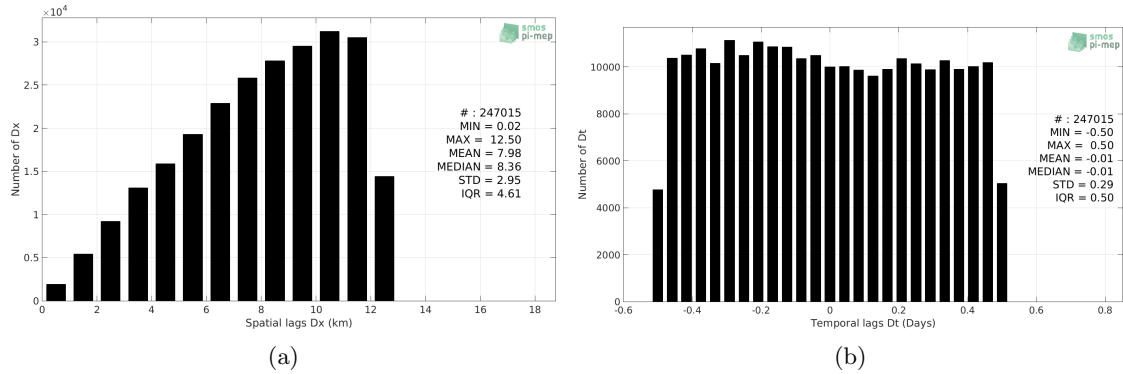 ×10⁴
3
2.5
2
1.5
1
0.5
0
Number of Dx
smos
pi-mep
# : 247015
MIN = 0.02
MAX = 12.50
MEAN = 7.98
MEDIAN = 8.36
STD = 2.95
IQR = 4.61
0 2 4 6 8 10 12 14 16 18
Spatial lags Dx (km)
(a)
10000
8000
6000
4000
2000
0
Number of Dt
smos
pi-mep
# : 247015
MIN = -0.50
MAX = 0.50
MEAN = -0.01
MEDIAN = -0.01
STD = 0.29
IQR = 0.50
-0.6 -0.4 -0.2 0 0.2 0.4 0.6 0.8
Temporal lags Dt (Days)
(b)